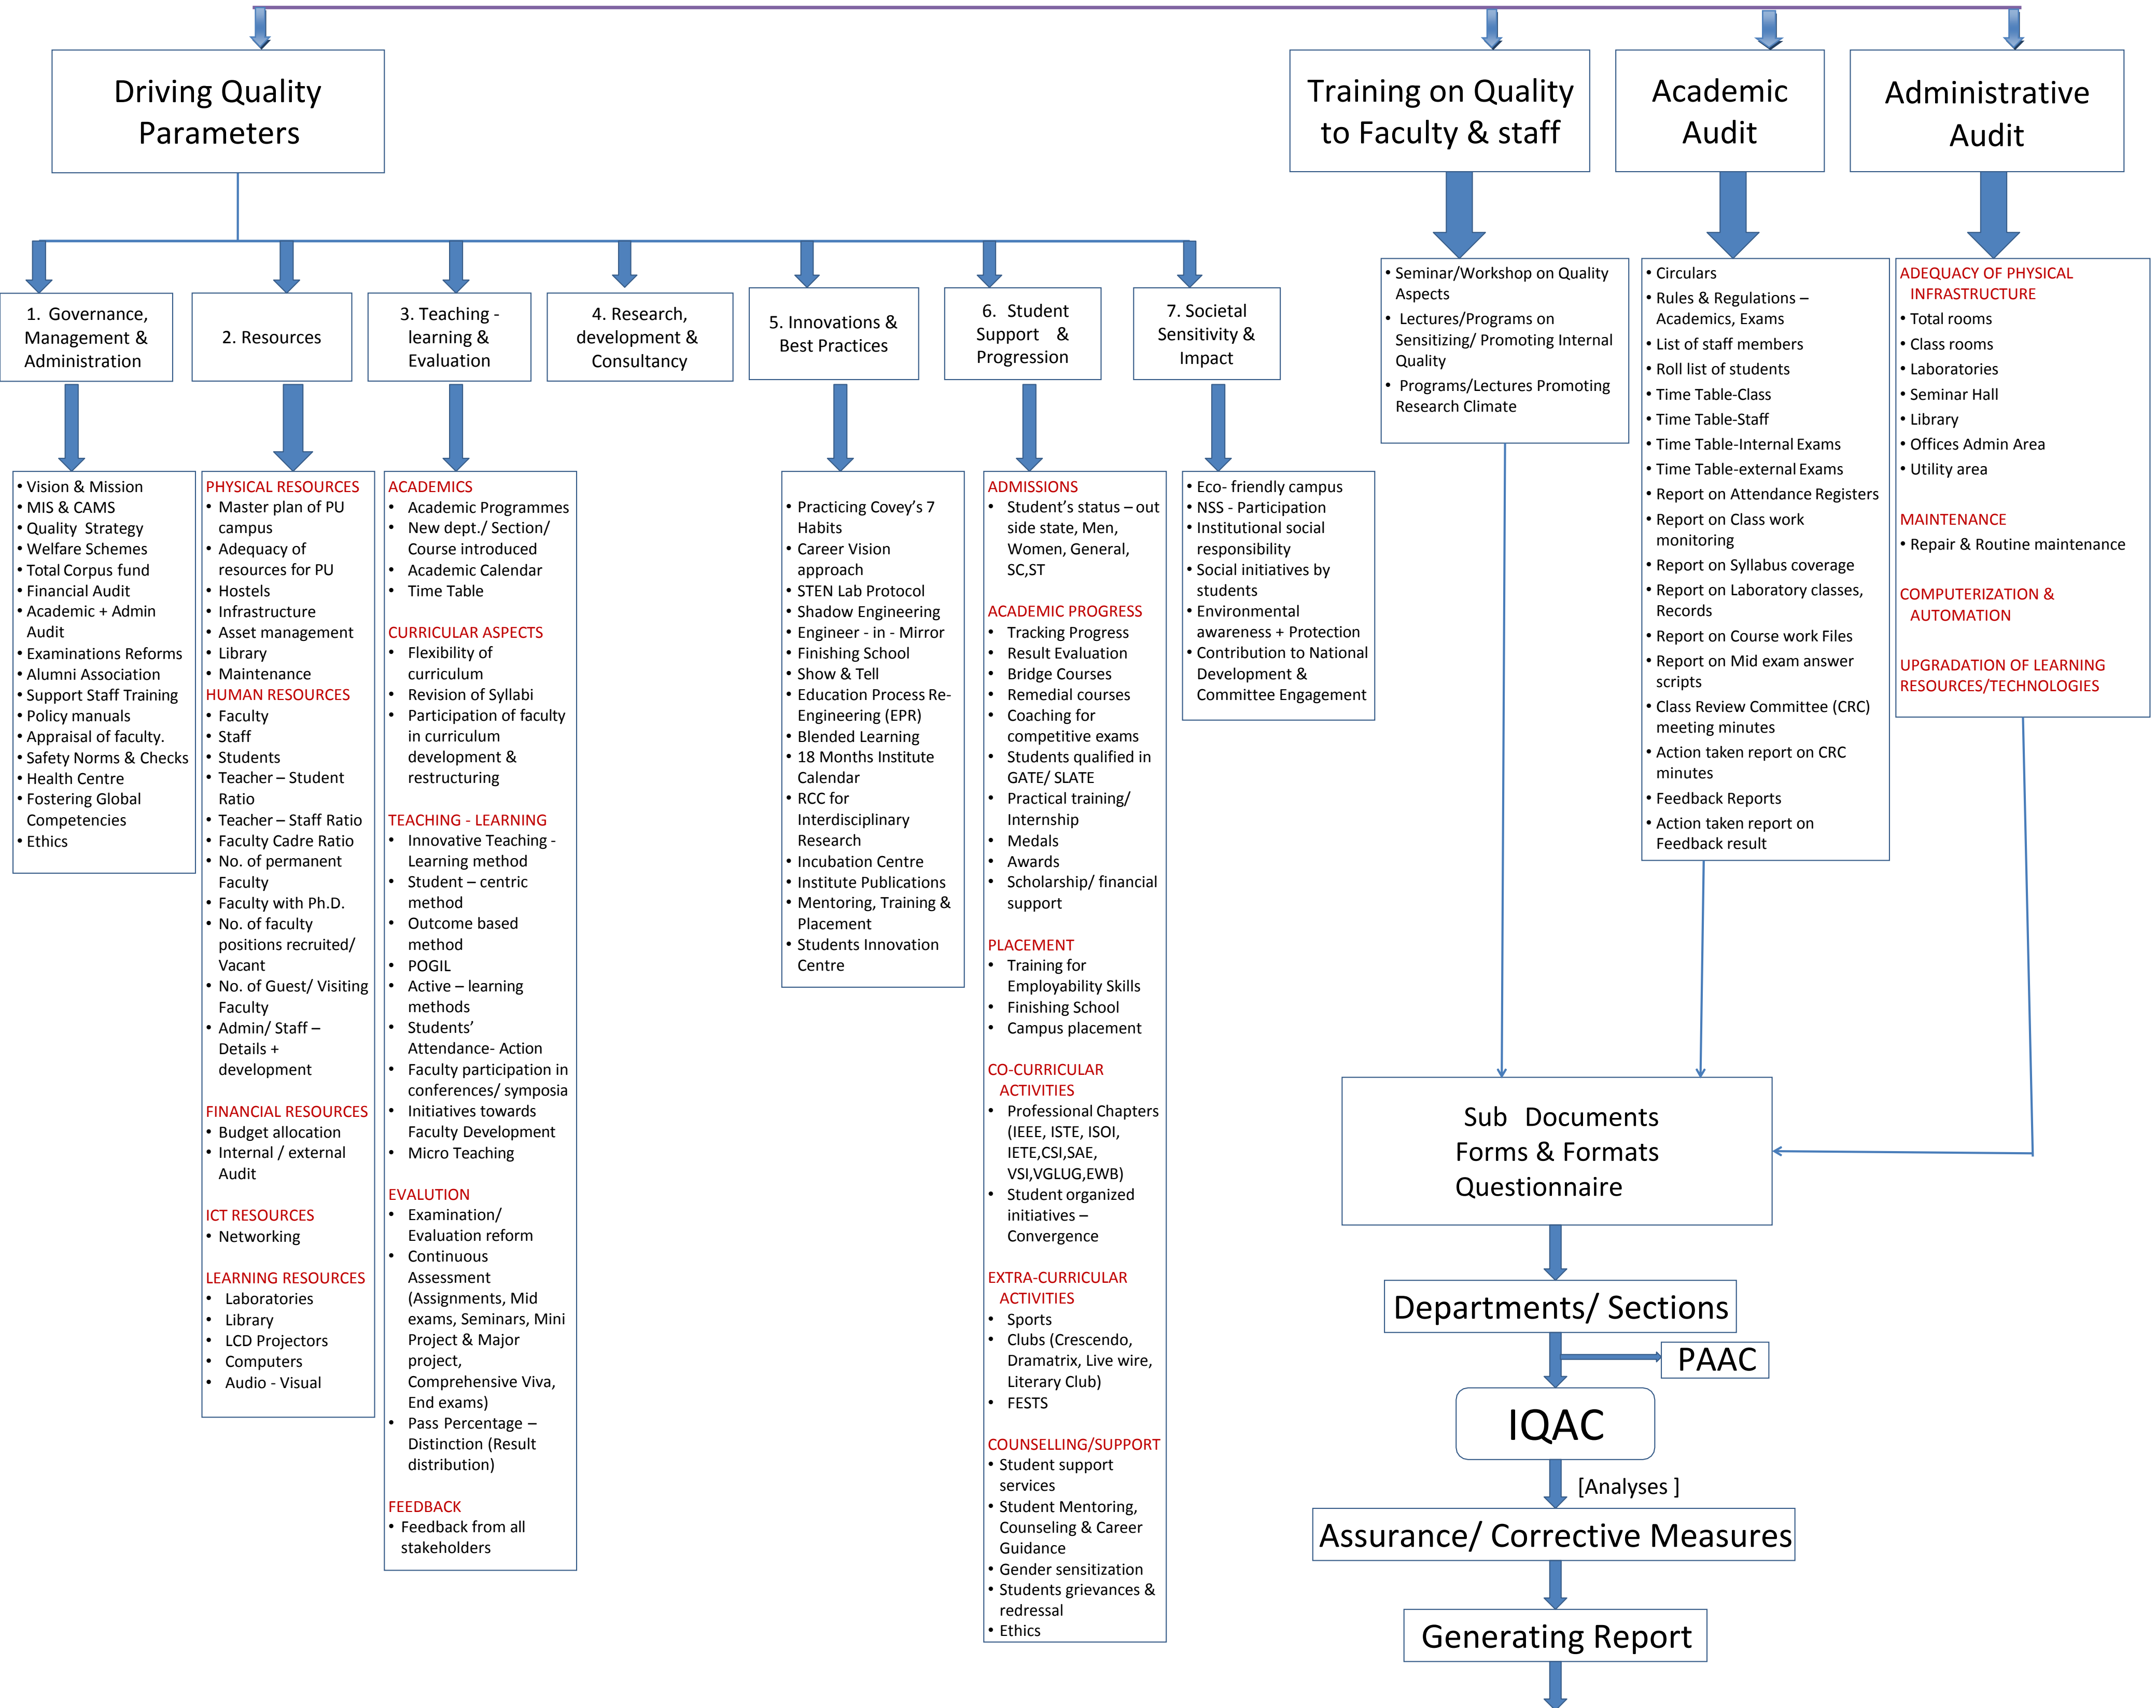 Driving Quality
Parameters
Training on Quality
to Faculty & staff
Academic
Audit
Administrative
Audit
1. Governance,
Management &
Administration
2. Resources
3. Teaching -
learning &
Evaluation
4. Research,
development &
Consultancy
5. Innovations &
Best Practices
6. Student
Support &
Progression
7. Societal
Sensitivity &
Impact
• Vision & Mission
• MIS & CAMS
• Quality Strategy
• Welfare Schemes
• Total Corpus fund
• Financial Audit
• Academic + Admin
Audit
• Examinations Reforms
• Alumni Association
• Support Staff Training
• Policy manuals
• Appraisal of faculty.
• Safety Norms & Checks
• Health Centre
• Fostering Global
Competencies
• Ethics
PHYSICAL RESOURCES
• Master plan of PU
campus
• Adequacy of
resources for PU
• Hostels
• Infrastructure
• Asset management
• Library
• Maintenance
HUMAN RESOURCES
• Faculty
• Staff
• Students
• Teacher – Student
Ratio
• Teacher – Staff Ratio
• Faculty Cadre Ratio
• No. of permanent
Faculty
• Faculty with Ph.D.
• No. of faculty
positions recruited/
Vacant
• No. of Guest/ Visiting
Faculty
• Admin/ Staff –
Details +
development
FINANCIAL RESOURCES
• Budget allocation
• Internal / external
Audit
ICT RESOURCES
• Networking
LEARNING RESOURCES
• Laboratories
• Library
• LCD Projectors
• Computers
• Audio - Visual
ACADEMICS
• Academic Programmes
• New dept./ Section/
Course introduced
• Academic Calendar
• Time Table
CURRICULAR ASPECTS
• Flexibility of
curriculum
• Revision of Syllabi
• Participation of faculty
in curriculum
development &
restructuring
TEACHING - LEARNING
• Innovative Teaching -
Learning method
• Student – centric
method
• Outcome based
method
• POGIL
• Active – learning
methods
• Students’
Attendance- Action
• Faculty participation in
conferences/ symposia
• Initiatives towards
Faculty Development
• Micro Teaching
EVALUTION
• Examination/
Evaluation reform
• Continuous
Assessment
(Assignments, Mid
exams, Seminars, Mini
Project & Major
project,
Comprehensive Viva,
End exams)
• Pass Percentage –
Distinction (Result
distribution)
FEEDBACK
• Feedback from all
stakeholders
• Practicing Covey’s 7
Habits
• Career Vision
approach
• STEN Lab Protocol
• Shadow Engineering
• Engineer - in - Mirror
• Finishing School
• Show & Tell
• Education Process Re-
Engineering (EPR)
• Blended Learning
• 18 Months Institute
Calendar
• RCC for
Interdisciplinary
Research
• Incubation Centre
• Institute Publications
• Mentoring, Training &
Placement
• Students Innovation
Centre
ADMISSIONS
• Student’s status – out
side state, Men,
Women, General,
SC,ST
ACADEMIC PROGRESS
• Tracking Progress
• Result Evaluation
• Bridge Courses
• Remedial courses
• Coaching for
competitive exams
• Students qualified in
GATE/ SLATE
• Practical training/
Internship
• Medals
• Awards
• Scholarship/ financial
support
PLACEMENT
• Training for
Employability Skills
• Finishing School
• Campus placement
CO-CURRICULAR
ACTIVITIES
• Professional Chapters
(IEEE, ISTE, ISOI,
IETE,CSI,SAE,
VSI,VGLUG,EWB)
• Student organized
initiatives –
Convergence
EXTRA-CURRICULAR
ACTIVITIES
• Sports
• Clubs (Crescendo,
Dramatrix, Live wire,
Literary Club)
• FESTS
COUNSELLING/SUPPORT
• Student support
services
• Student Mentoring,
Counseling & Career
Guidance
• Gender sensitization
• Students grievances &
redressal
• Ethics
• Eco- friendly campus
• NSS - Participation
• Institutional social
responsibility
• Social initiatives by
students
• Environmental
awareness + Protection
• Contribution to National
Development &
Committee Engagement
• Seminar/Workshop on Quality
Aspects
• Lectures/Programs on
Sensitizing/ Promoting Internal
Quality
• Programs/Lectures Promoting
Research Climate
• Circulars
• Rules & Regulations –
Academics, Exams
• List of staff members
• Roll list of students
• Time Table-Class
• Time Table-Staff
• Time Table-Internal Exams
• Time Table-external Exams
• Report on Attendance Registers
• Report on Class work
monitoring
• Report on Syllabus coverage
• Report on Laboratory classes,
Records
• Report on Course work Files
• Report on Mid exam answer
scripts
• Class Review Committee (CRC)
meeting minutes
• Action taken report on CRC
minutes
• Feedback Reports
• Action taken report on
Feedback result
ADEQUACY OF PHYSICAL
INFRASTRUCTURE
• Total rooms
• Class rooms
• Laboratories
• Seminar Hall
• Library
• Offices Admin Area
• Utility area
MAINTENANCE
• Repair & Routine maintenance
COMPUTERIZATION &
AUTOMATION
UPGRADATION OF LEARNING
RESOURCES/TECHNOLOGIES
Sub Documents
Forms & Formats
Questionnaire
Departments/ Sections
PAAC
IQAC
[Analyses ]
Assurance/ Corrective Measures
Generating Report